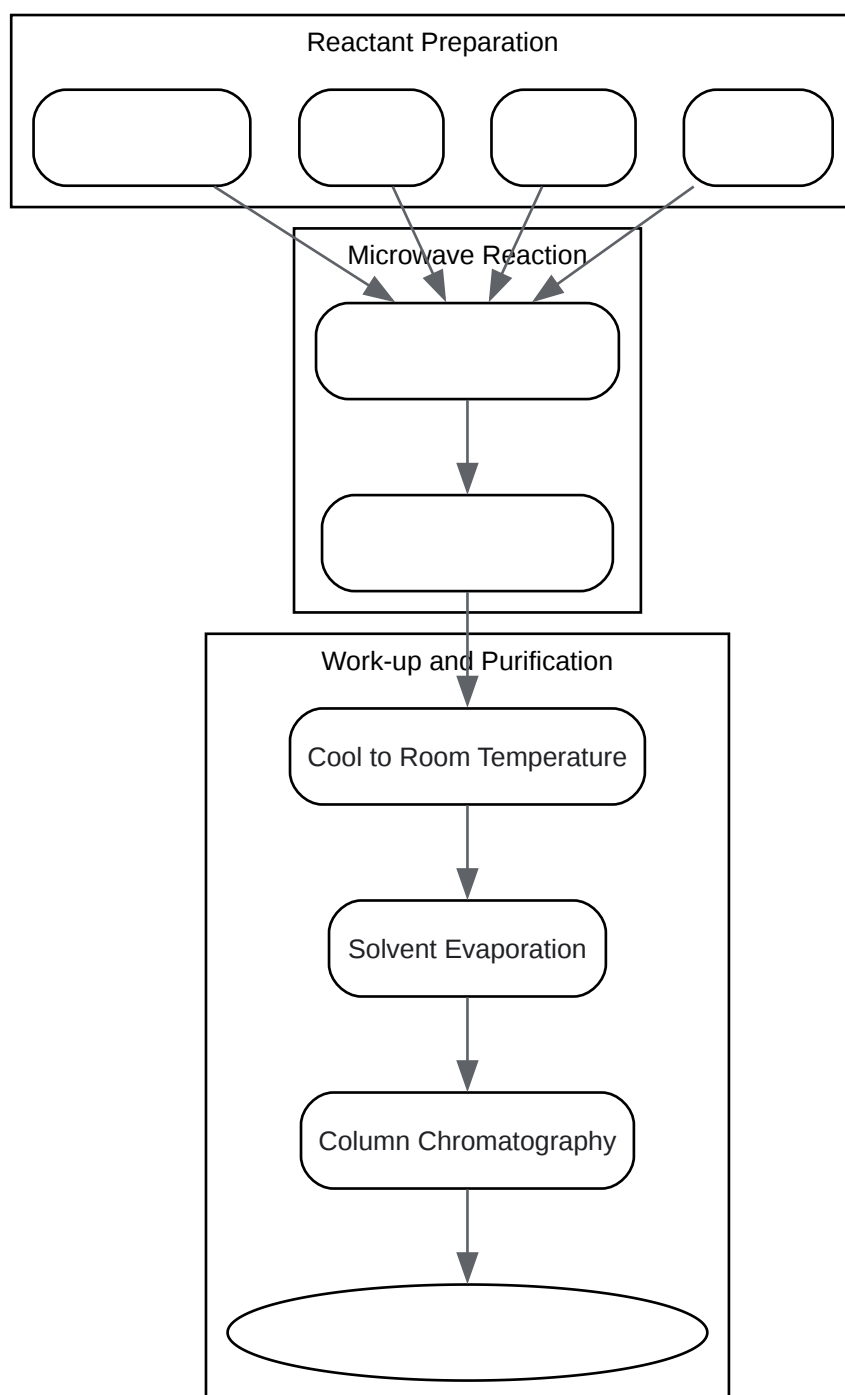 Reactant Preparation
Microwave Reaction
Work-up and Purification
Cool to Room Temperature
Solvent Evaporation
Column Chromatography